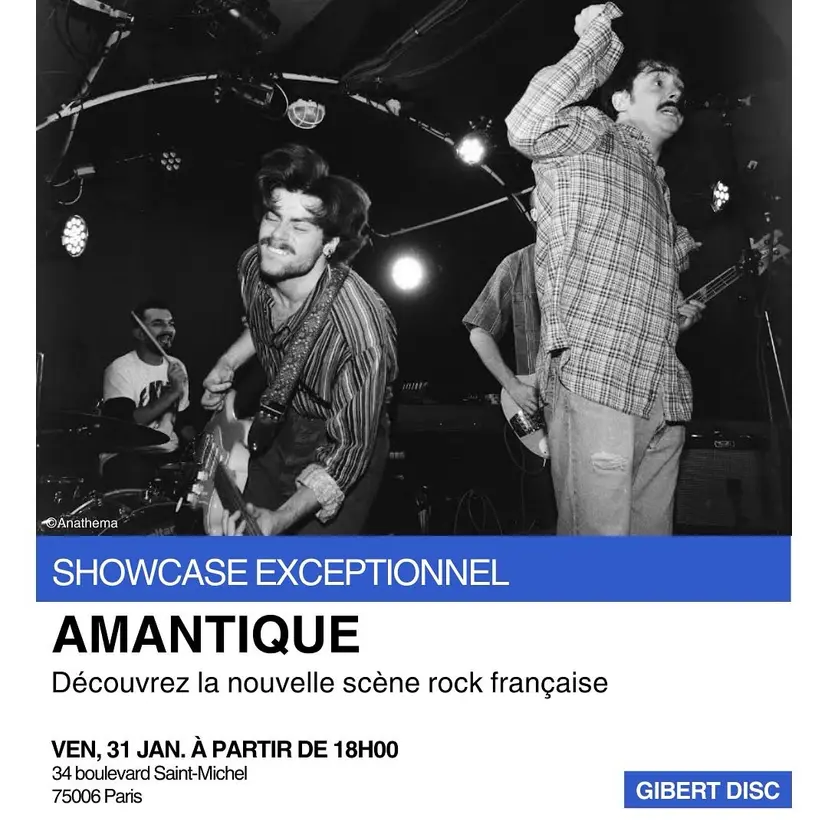 ©Anathema
SHOWCASE EXCEPTIONNEL
AMANTIQUE
Découvrez la nouvelle scène rock française
VEN, 31 JAN. À PARTIR DE 18H00
34 boulevard Saint-Michel
75006 Paris
GIBERT DISC